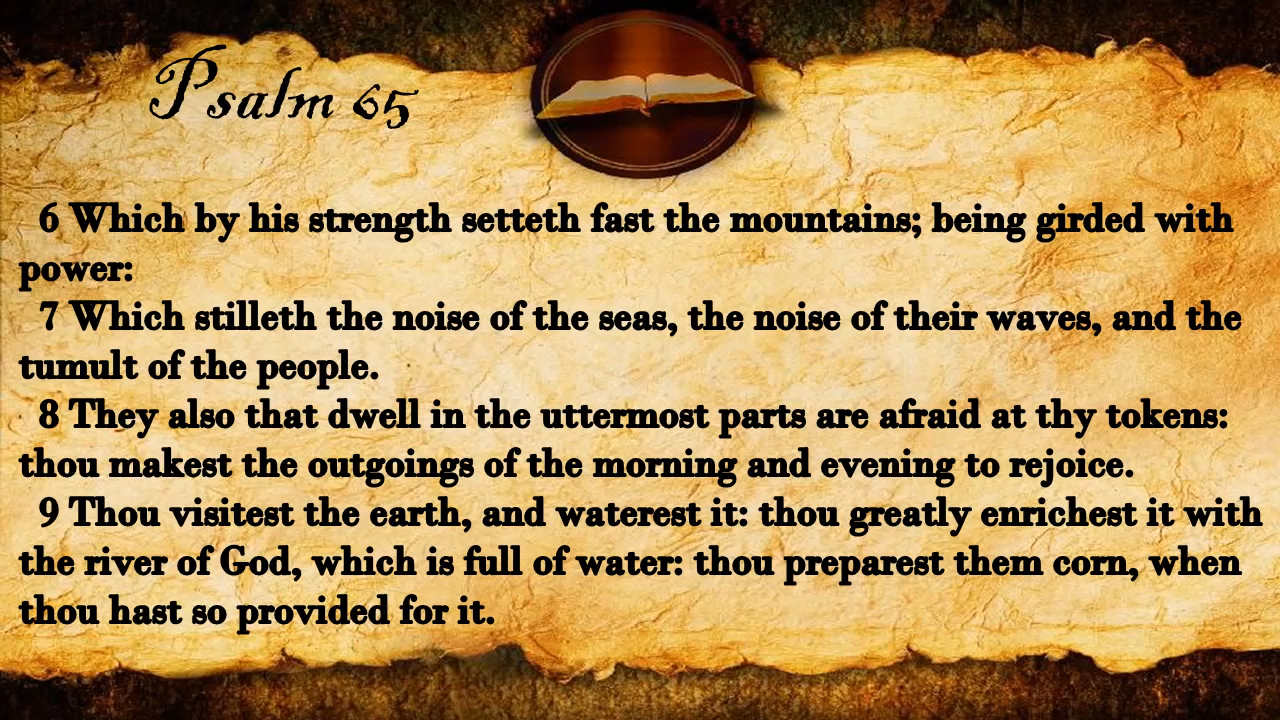 Psalm 65
6 Which by his strength setteth fast the mountains; being girded with
power:
7 Which stilleth the noise of the seas, the noise of their waves, and the
tumult of the people.
8 They also that dwell in the uttermost parts are afraid at thy tokens:
thou makest the outgoings of the morning and evening to rejoice.
9 Thou visitest the earth, and waterest it: thou greatly enrichest it with
the river of God, which is full of water: thou preparest them corn, when
thou hast so provided for it.